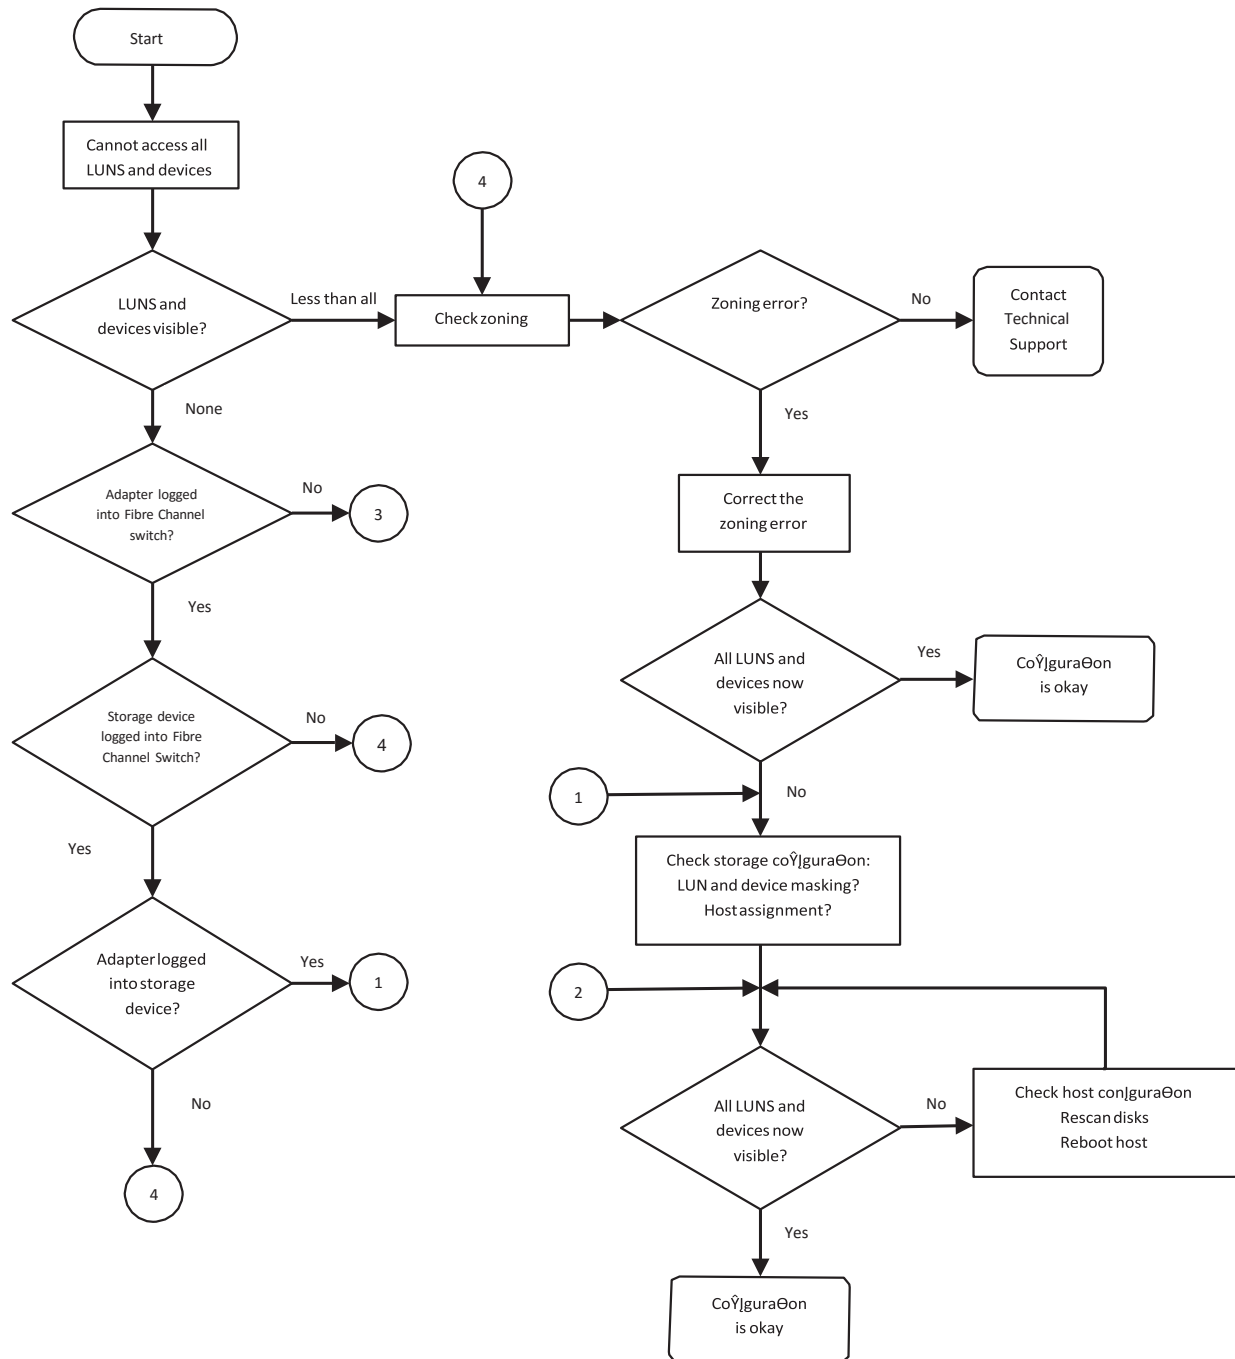 Start
Cannot access all
LUNS and devices
4
LUNS and
devices visible?
Less than all
Check zoning
Zoning error?
No
Contact
Technical
Support
None
Yes
Adapter logged
into Fibre Channel
switch?
No
3
Correct the
zoning error
Yes
Storage device
logged into Fibre
Channel Switch?
No
4
All LUNS and
devices now
visible?
Yes
CoŸĮguraƟon
is okay
1
No
Yes
Check storage coŸĮguraƟon:
LUN and device masking?
Host assignment?
Adapter logged
into storage
device?
Yes
1
2
No
4
All LUNS and
devices now
visible?
No
Check host conĮguraƟon
Rescan disks
Reboot host
Yes
CoŸĮguraƟon
is okay